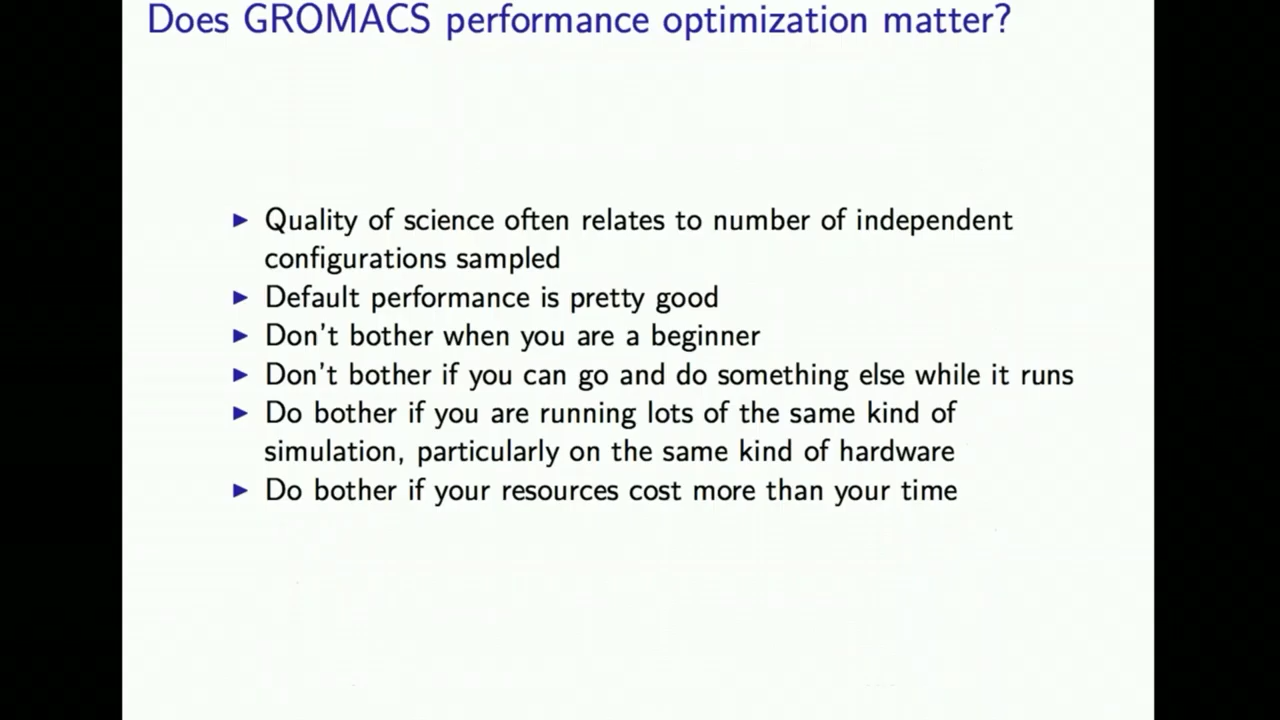 Does GROMACS performance optimization matter?
► Quality of science often relates to number of independent
configurations sampled
► Default performance is pretty good
► Don't bother when you are a beginner
► Don't bother if you can go and do something else while it runs
► Do bother if you are running lots of the same kind of
simulation, particularly on the same kind of hardware
► Do bother if your resources cost more than your time